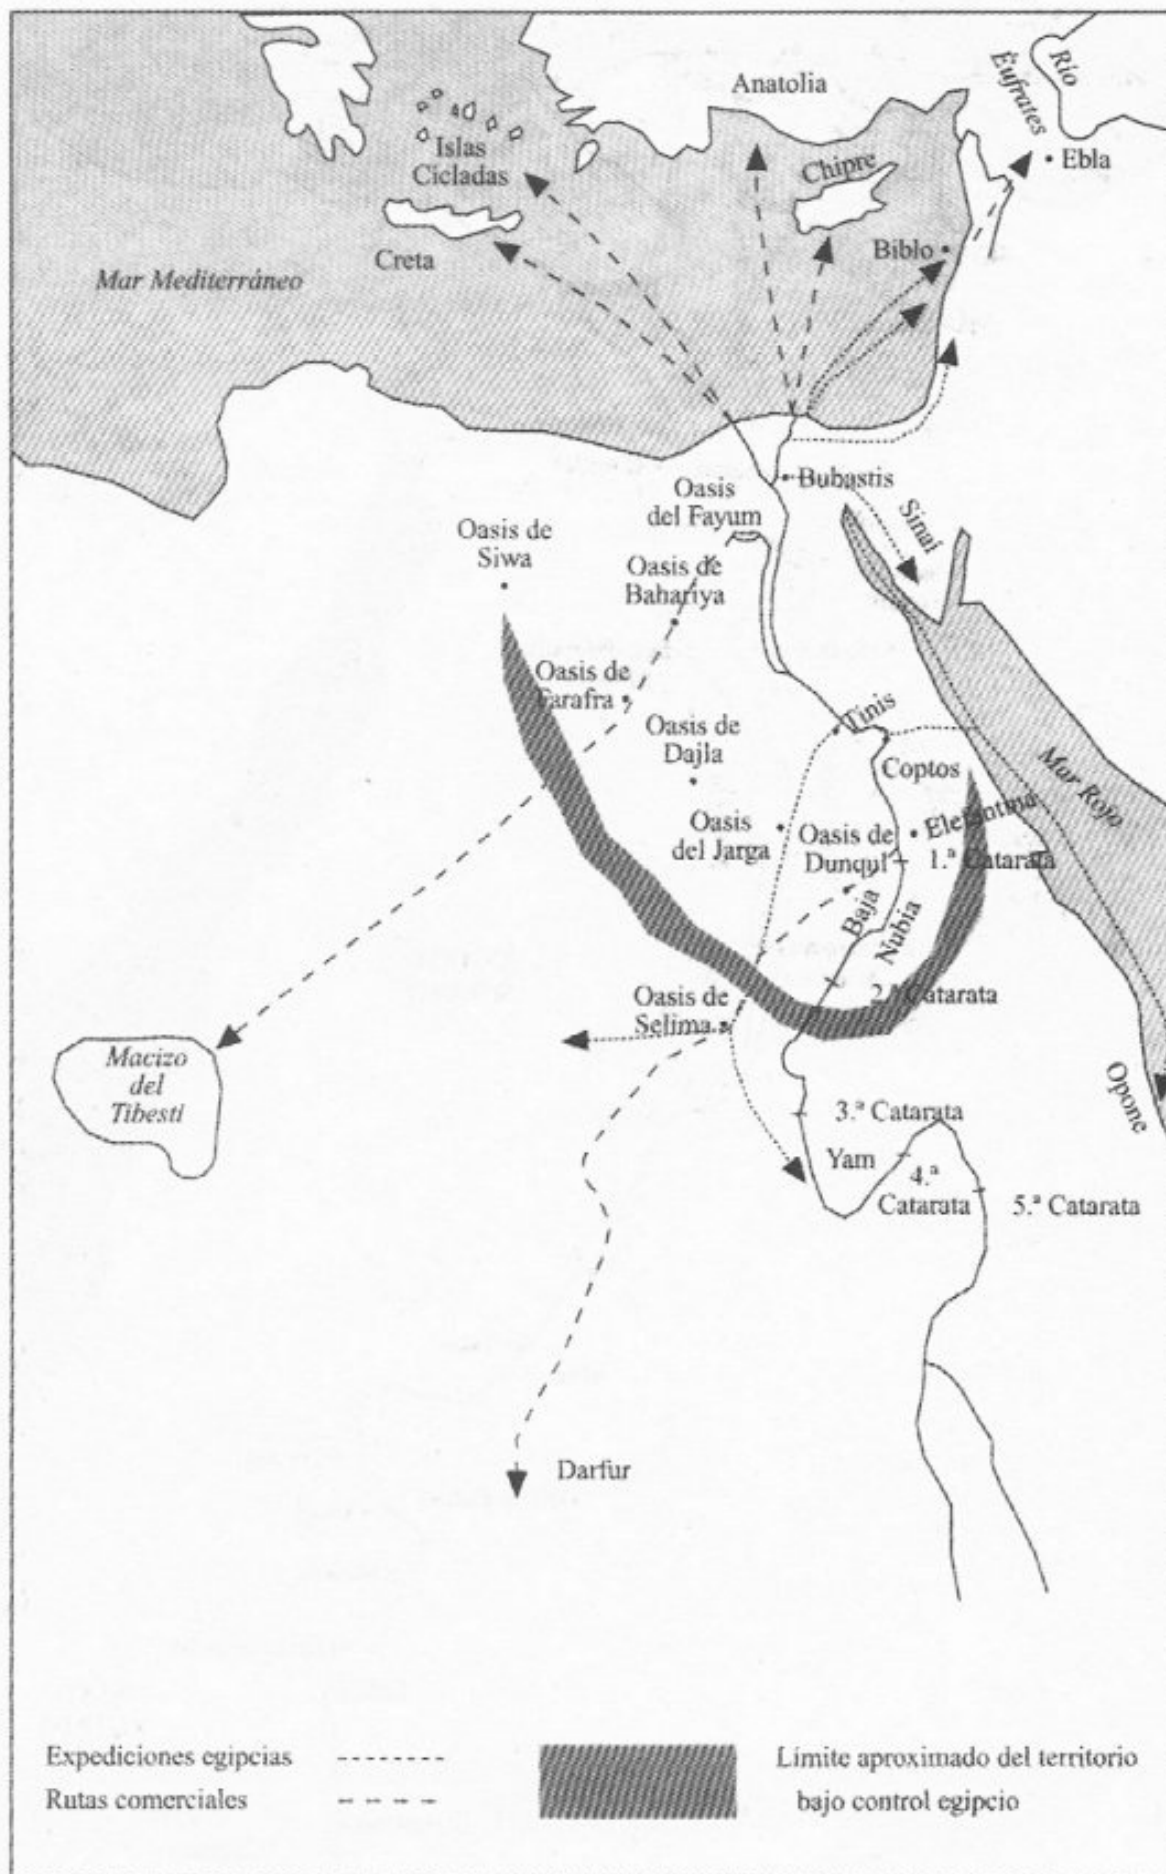 Anatolia
Río
Éufrates
Ebla
Islas
Cicladas
Chipre
Creta
Biblo
Mar Mediterráneo
Bubastis
Oasis
del Fayum
Sinaí
Oasis de
Siwa
Oasis de
Bahariya
Oasis de
Farafra
Tinis
Oasis de
Dajla
Coptos
Mar Rojo
Oasis
del Jarga
Oasis de
Dunqul
Elefantina
1.ª Catarata
Baja
Nubia
2.ª Catarata
Oasis de
Selima
Macizo
del
Tibesti
Opone
3.ª Catarata
Yam
4.ª
Catarata
5.ª Catarata
Darfur
Expediciones egipcias
Rutas comerciales
Límite aproximado del territorio
bajo control egipcio